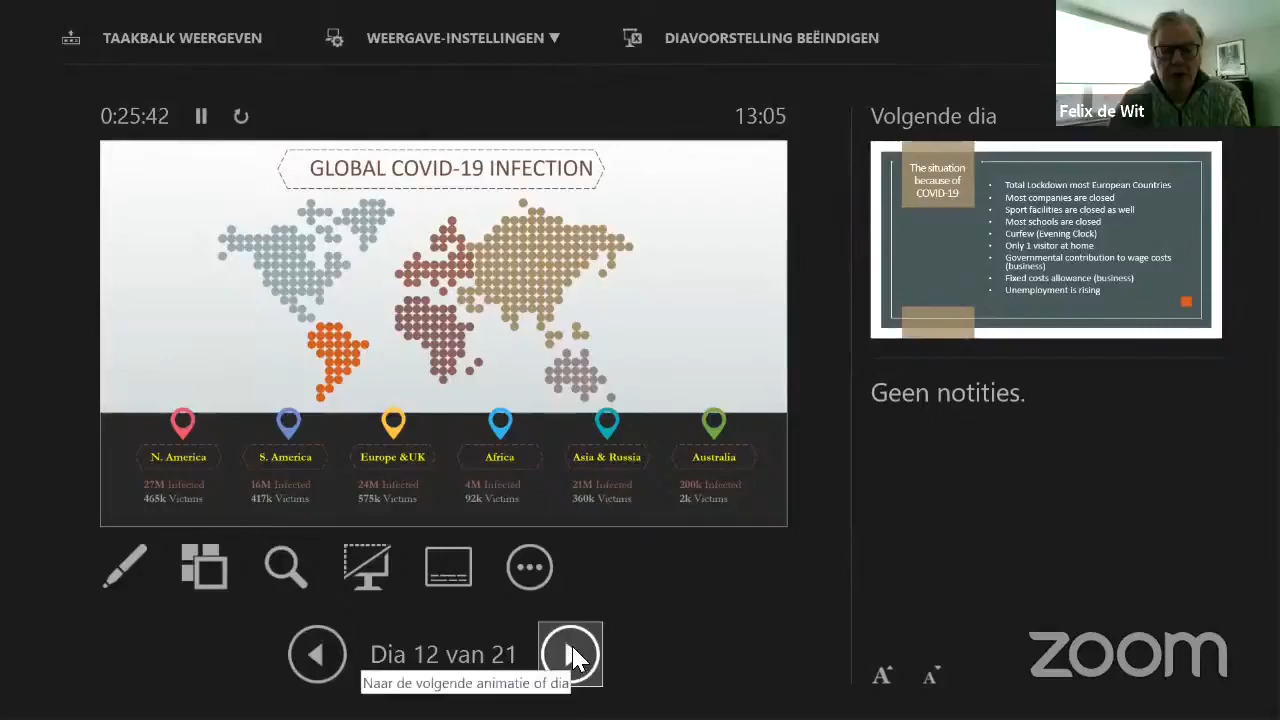 TAAKBALK WEERGEVEN
WEERGAVE-INSTELLINGEN ▼
DIAVOORSTELLING BEËINDIGEN
Felix de Wit
0:25:42
13:05
Volgende dia
GLOBAL COVID-19 INFECTION
N. America
S. America
Europe &UK
Africa
Asia & Russia
Australia
27M Infected
16M Infected
24M Infected
4M Infected
21M Infected
200k Infected
465k Victims
417k Victims
575k Victims
92k Victims
360k Victims
2k Victims
The situation
because of
COVID-19
• Total Lockdown most European Countries
• Most companies are closed
• Sport facilities are closed as well
• Most schools are closed
• Curfew (Evening Clock)
• Only 1 visitor at home
• Governmental contribution to wage costs
(business)
• Fixed costs allowance (business)
• Unemployment is rising
Geen notities.
Dia 12 van 21
Naar de volgende animatie of dia
A A
zoom